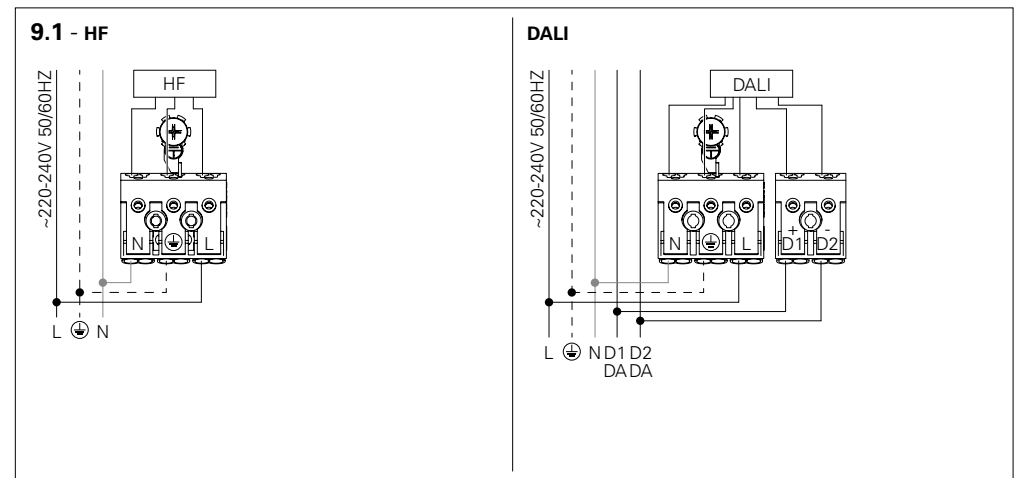 9.1 - HF
~220-240V 50/60HZ
HF
N L
L N
DALI
~220-240V 50/60HZ
DALI
N L
+ -
D1 D2
L N D1 D2
DA DA